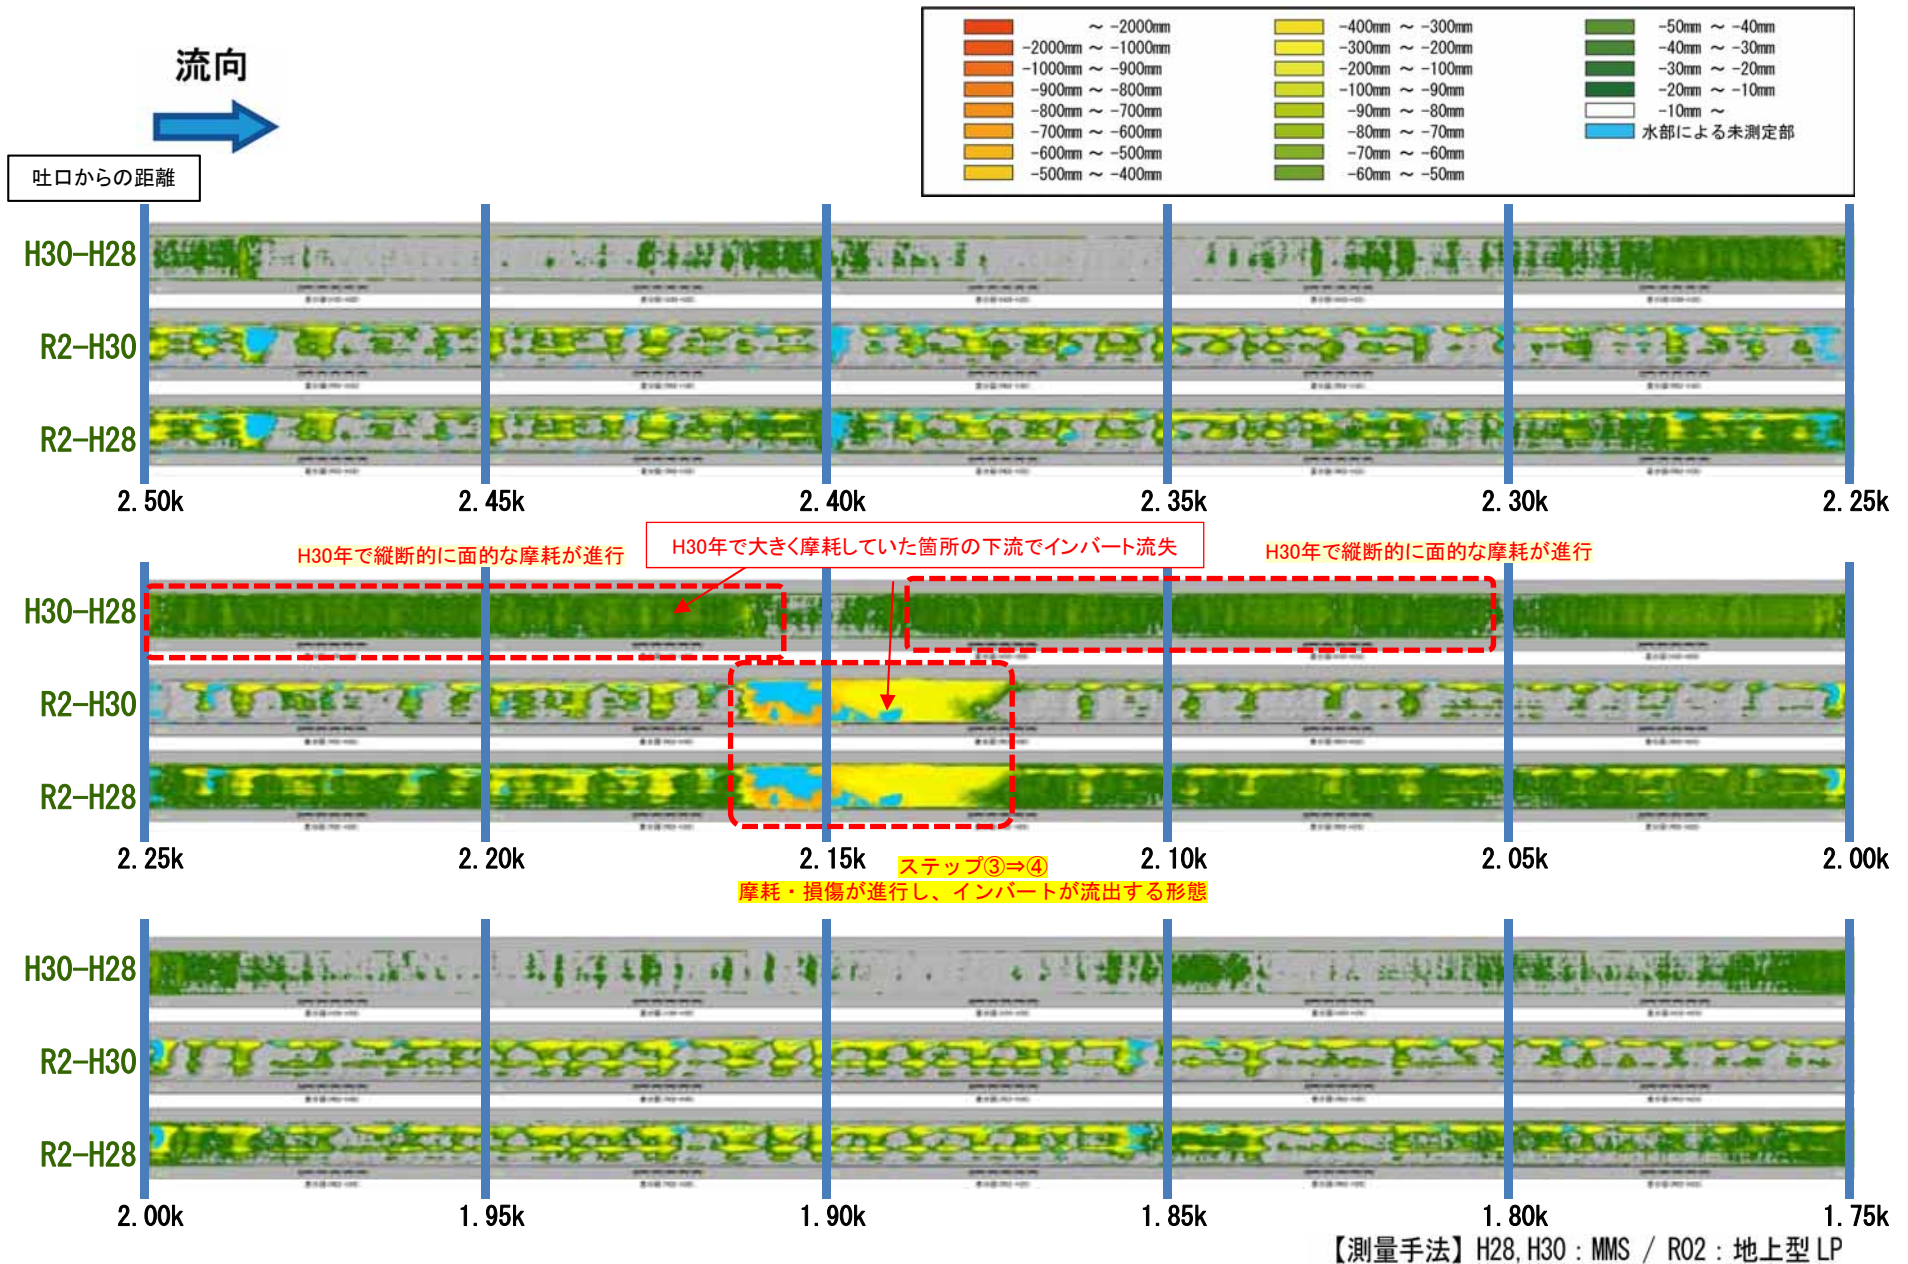 流向
吐口からの距離
～ -2000mm
-2000mm ～ -1000mm
-1000mm ～ -900mm
-900mm ～ -800mm
-800mm ～ -700mm
-700mm ～ -600mm
-600mm ～ -500mm
-500mm ～ -400mm
-400mm ～ -300mm
-300mm ～ -200mm
-200mm ～ -100mm
-100mm ～ -90mm
-90mm ～ -80mm
-80mm ～ -70mm
-70mm ～ -60mm
-60mm ～ -50mm
-50mm ～ -40mm
-40mm ～ -30mm
-30mm ～ -20mm
-20mm ～ -10mm
-10mm ～
水部による未測定部
H30-H28
R2-H30
R2-H28
2.50k 2.45k 2.40k 2.35k 2.30k 2.25k
H30年で縦断的に面的な摩耗が進行
H30年で大きく摩耗していた箇所の下流でインバート流失
H30年で縦断的に面的な摩耗が進行
H30-H28
R2-H30
R2-H28
2.25k 2.20k 2.15k 2.10k 2.05k 2.00k
ステップ③⇒④
摩耗・損傷が進行し、インバートが流出する形態
H30-H28
R2-H30
R2-H28
2.00k 1.95k 1.90k 1.85k 1.80k 1.75k
【測量手法】H28,H30：MMS / R02：地上型LP